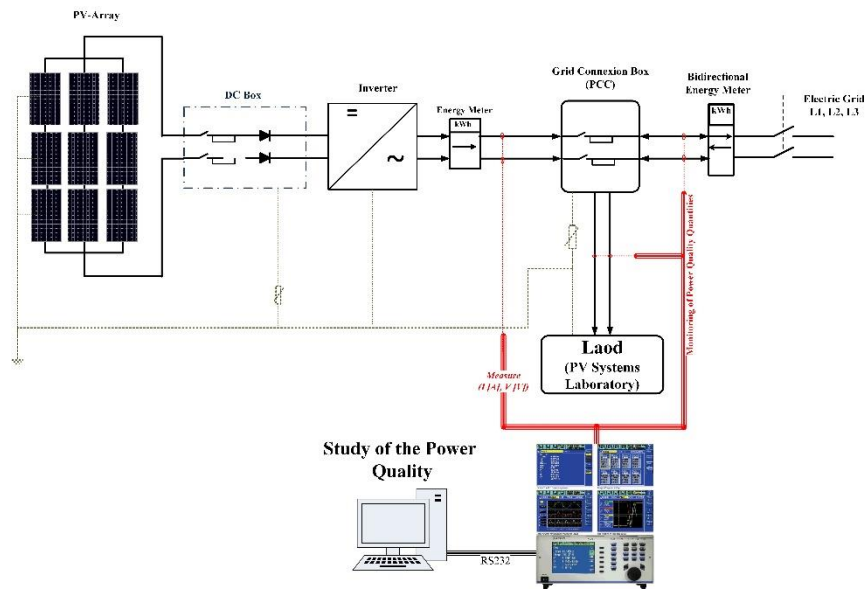 PV-Array
DC Box
Inverter
Energy Meter
kWh
Grid Connexion Box
(PCC)
Bidirectional
Energy Meter
kWh
Electric Grid
L1, L2, L3
Monitoring of Power Quality Quantities
Measure
(I [A], V [V])
Laod
(PV Systems
Laboratory)
Study of the Power
Quality
RS232